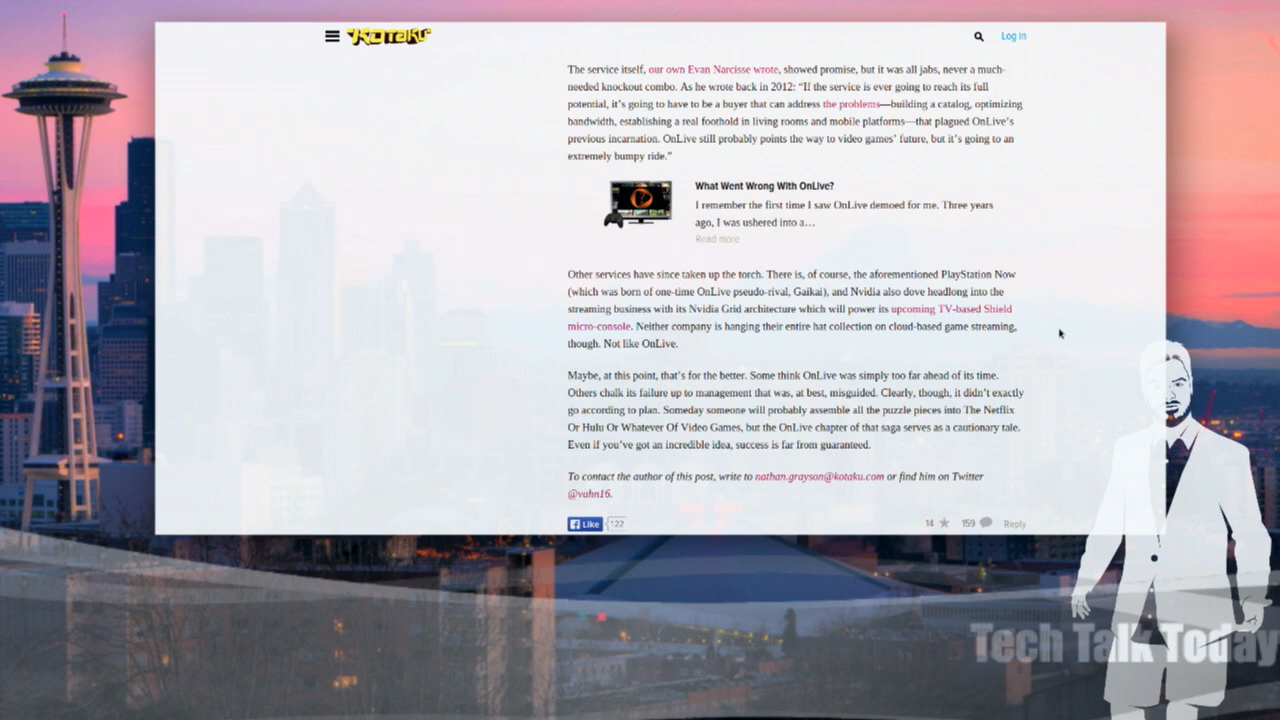 KOTAKU
Log in
The service itself, our own Evan Narcisse wrote, showed promise, but it was all jabs, never a much-
needed knockout combo. As he wrote back in 2012: “If the service is ever going to reach its full
potential, it’s going to have to be a buyer that can address the problems—building a catalog, optimizing
bandwidth, establishing a real foothold in living rooms and mobile platforms—that plagued OnLive’s
previous incarnation. OnLive still probably points the way to video games’ future, but it’s going to an
extremely bumpy ride.”
What Went Wrong With OnLive?
I remember the first time I saw OnLive demoed for me. Three years
ago, I was ushered into a…
Read more
Other services have since taken up the torch. There is, of course, the aforementioned PlayStation Now
(which was born of one-time OnLive pseudo-rival, Gaikai), and Nvidia also dove headlong into the
streaming business with its Nvidia Grid architecture which will power its upcoming TV-based Shield
micro-console. Neither company is hanging their entire hat collection on cloud-based game streaming,
though. Not like OnLive.
Maybe, at this point, that’s for the better. Some think OnLive was simply too far ahead of its time.
Others chalk its failure up to management that was, at best, misguided. Clearly, though, it didn’t exactly
go according to plan. Someday someone will probably assemble all the puzzle pieces into The Netflix
Or Hulu Or Whatever Of Video Games, but the OnLive chapter of that saga serves as a cautionary tale.
Even if you’ve got an incredible idea, success is far from guaranteed.
To contact the author of this post, write to nathan.grayson@kotaku.com or find him on Twitter
@vahn16.
Like 122
14 159 Reply
Tech Talk Today